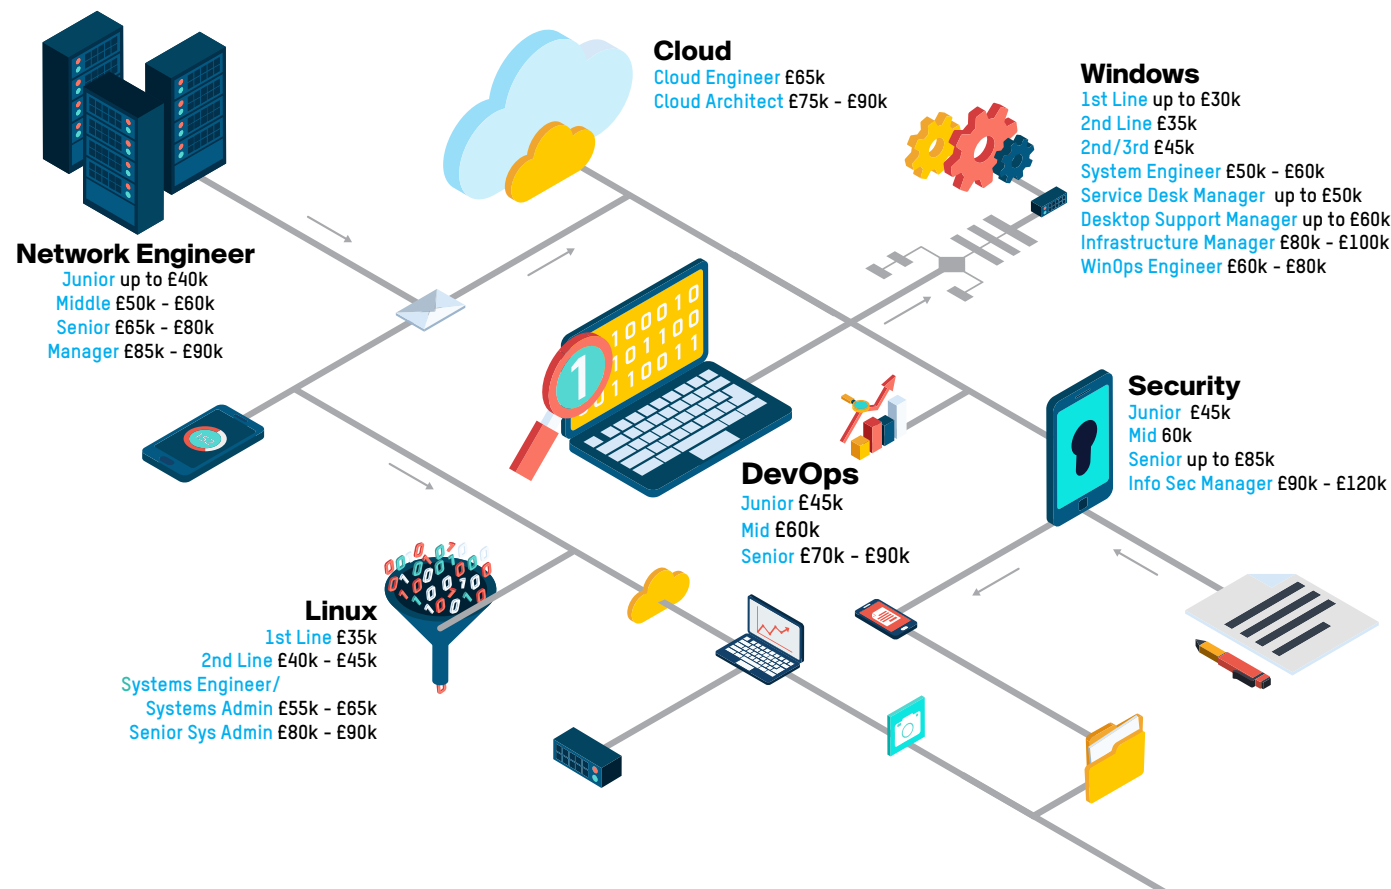 Network Engineer
Junior up to £40k
Middle £50k - £60k
Senior £65k - £80k
Manager £85k - £90k
Cloud
Cloud Engineer £65k
Cloud Architect £75k - £90k
Windows
1st Line up to £30k
2nd Line £35k
2nd/3rd £45k
System Engineer £50k - £60k
Service Desk Manager up to £50k
Desktop Support Manager up to £60k
Infrastructure Manager £80k - £100k
WinOps Engineer £60k - £80k
100010
101100
110011
1
DevOps
Junior £45k
Mid £60k
Senior £70k - £90k
Security
Junior £45k
Mid 60k
Senior up to £85k
Info Sec Manager £90k - £120k
Linux
1st Line £35k
2nd Line £40k - £45k
Systems Engineer/
Systems Admin £55k - £65k
Senior Sys Admin £80k - £90k